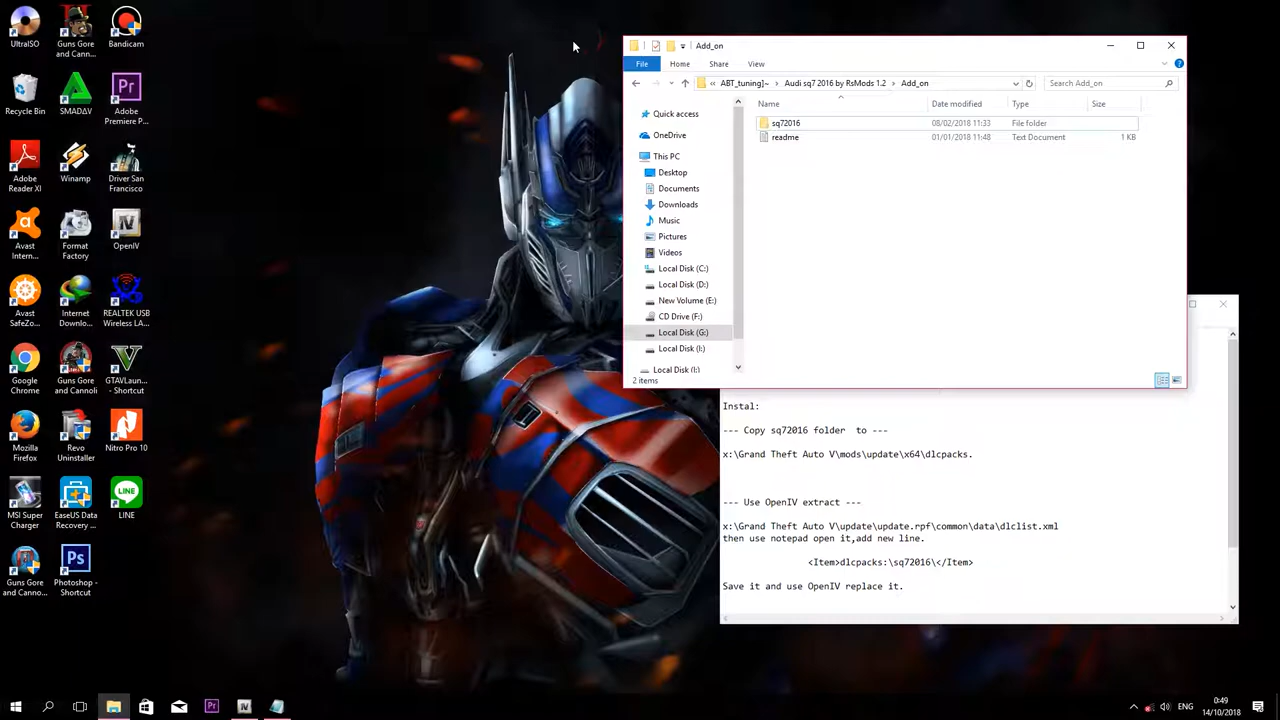 UltraISO
Guns Gore and Cann...
Bandicam
Recycle Bin
SMADΔV
Adobe Premiere P...
Adobe Reader XI
Winamp
Driver San Francisco
Avast Intern...
Format Factory
OpenIV
Avast SafeZo...
Internet Downlo...
REALTEK USB Wireless LA...
Google Chrome
Guns Gore and Cannoli
GTAVLaun... - Shortcut
Mozilla Firefox
Revo Uninstaller
Nitro Pro 10
MSI Super Charger
EaseUS Data Recovery ...
LINE
Guns Gore and Canno...
Photoshop - Shortcut
Add_on
File
Home
Share
View
« ABT_tuning]~ › Audi sq7 2016 by RsMods 1.2 › Add_on
Search Add_on
Name
Date modified
Type
Size
sq72016
08/02/2018 11:33
File folder
readme
01/01/2018 11:48
Text Document
1 KB
Quick access
OneDrive
This PC
Desktop
Documents
Downloads
Music
Pictures
Videos
Local Disk (C:)
Local Disk (D:)
New Volume (E:)
CD Drive (F:)
Local Disk (G:)
Local Disk (I:)
Local Disk (I:)
2 items
Instal:
--- Copy sq72016 folder  to ---
x:\Grand Theft Auto V\mods\update\x64\dlcpacks.
--- Use OpenIV extract ---
x:\Grand Theft Auto V\update\update.rpf\common\data\dlclist.xml
then use notepad open it,add new line.
<Item>dlcpacks:\sq72016\</Item>
Save it and use OpenIV replace it.
ENG
0:49
14/10/2018